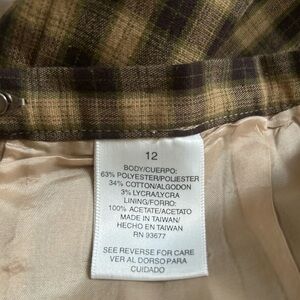 12
BODY/CUERPO:
63% POLYESTER/POLIESTER
34% COTTON/ALGODON
3% LYCRA/LYCRA
LINING/FORRO:
100% ACETATE/ACETATO
MADE IN TAIWAN/
HECHO EN TAIWAN
RN 93677
SEE REVERSE FOR CARE
VER AL DORSO PARA
CUIDADO